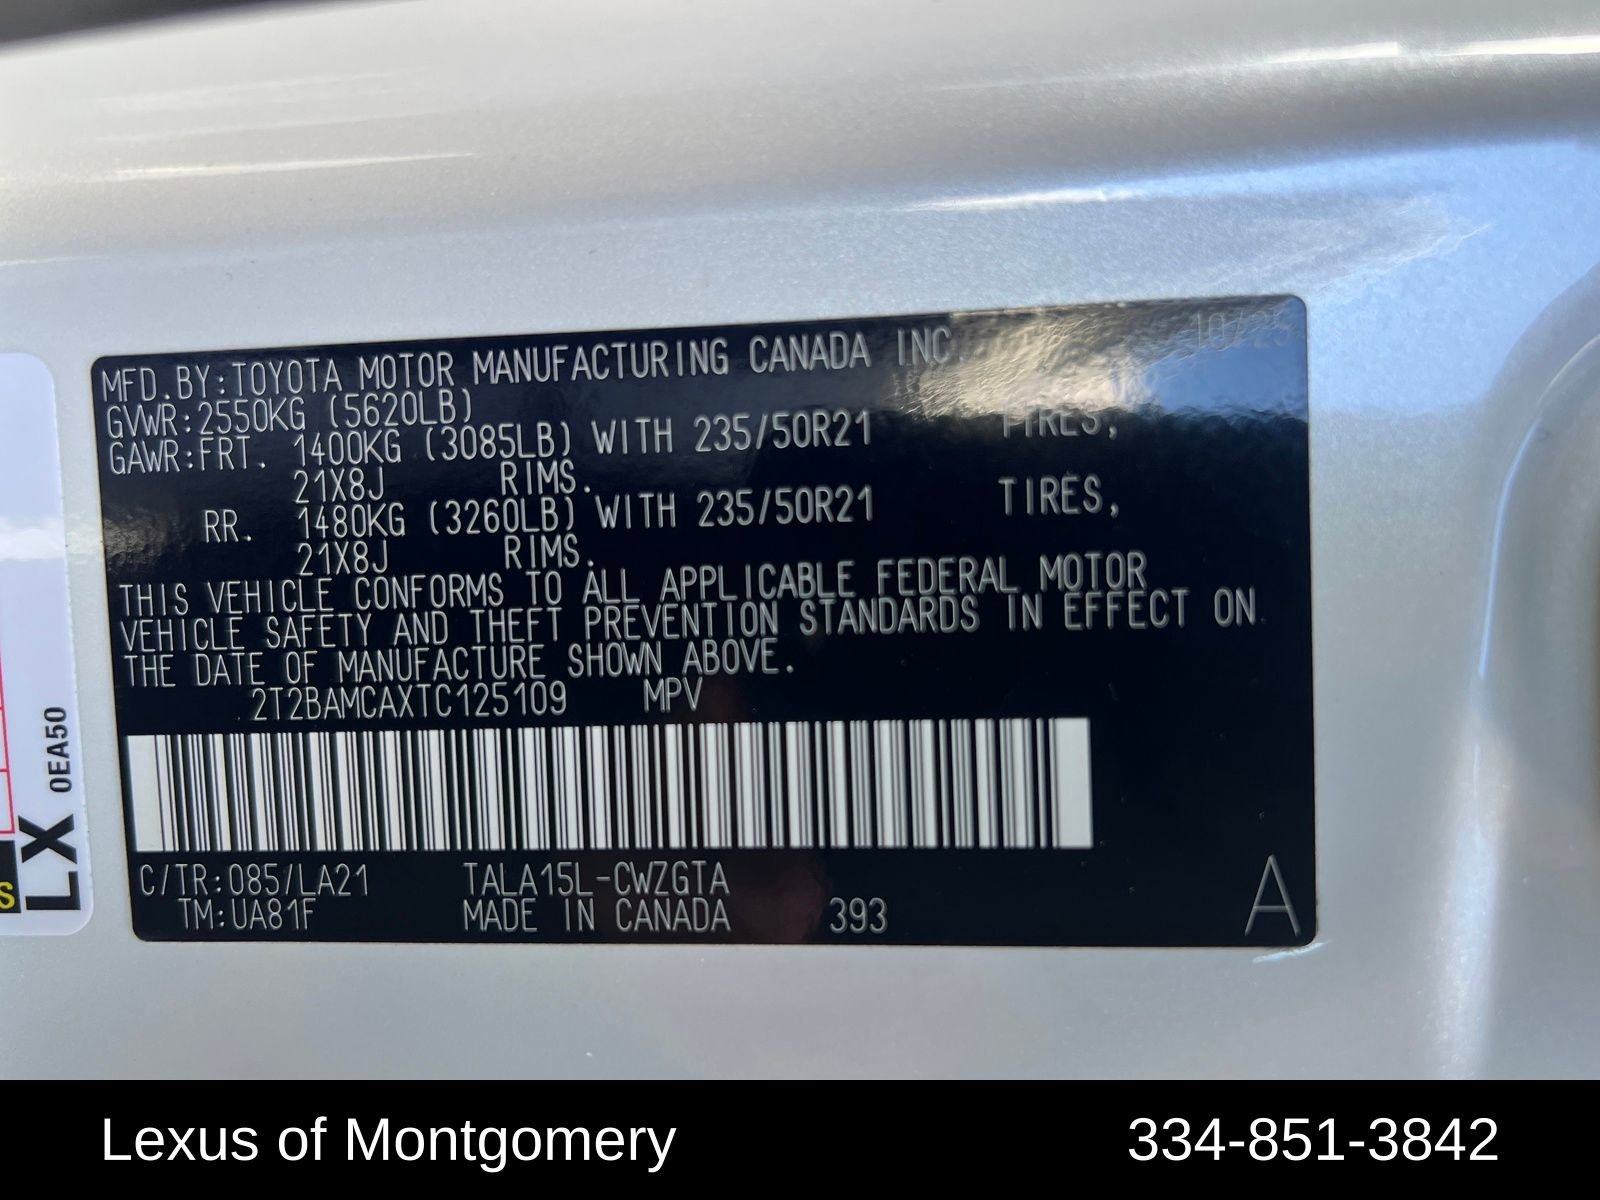 MFD.BY:TOYOTA MOTOR MANUFACTURING CANADA INC. 10/25
GVWR:2550KG (5620LB)
GAWR:FRT. 1400KG (3085LB) WITH 235/50R21 TIRES,
21X8J RIMS.
RR. 1480KG (3260LB) WITH 235/50R21 TIRES,
21X8J RIMS.
THIS VEHICLE CONFORMS TO ALL APPLICABLE FEDERAL MOTOR
VEHICLE SAFETY AND THEFT PREVENTION STANDARDS IN EFFECT ON
THE DATE OF MANUFACTURE SHOWN ABOVE.
2T2BAMCAXTC125109 MPV
C/TR:085/LA21 TALA15L-CWZGTA
TM:UA81F MADE IN CANADA 393
A
LX 0EA50
S
Lexus of Montgomery 334-851-3842